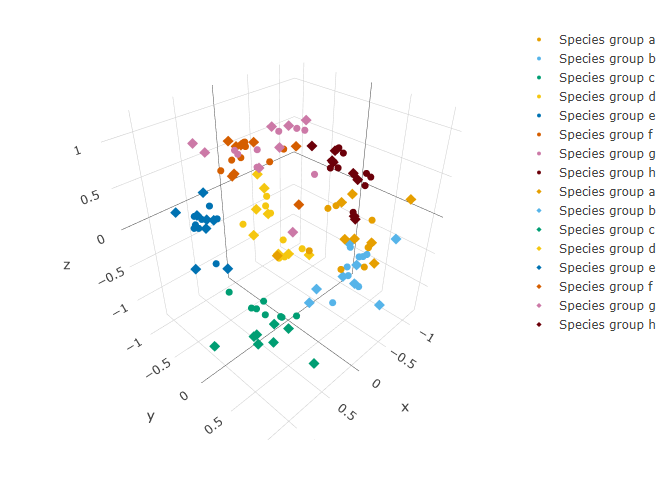 Species group a
Species group b
Species group c
Species group d
Species group e
Species group f
Species group g
Species group h
Species group a
Species group b
Species group c
Species group d
Species group e
Species group f
Species group g
Species group h
1
0.5
0
−0.5
−1
z
−1
−0.5
0
0.5
y
−1
−0.5
0
0.5
x